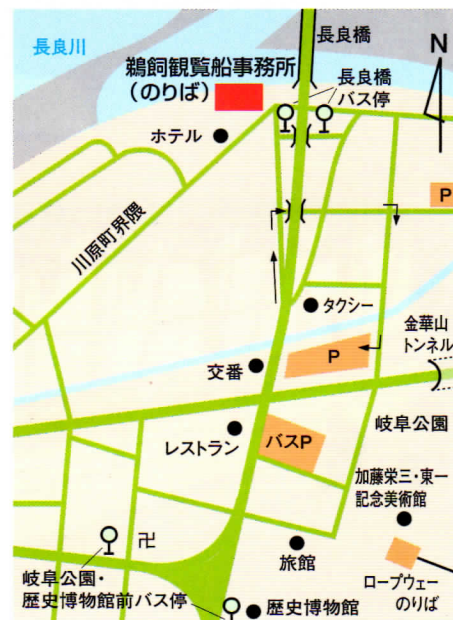 長良川
長良橋
N
鵜飼観覧船事務所
(のりば)
長良橋
バス停
ホテル
P
川原町界隈
タクシー
金華山
トンネル
P
交番
岐阜公園
レストラン
バスP
加藤栄三・東一
記念美術館
卍
旅館
ロープウェー
のりば
岐阜公園・
歴史博物館前バス停
歴史博物館